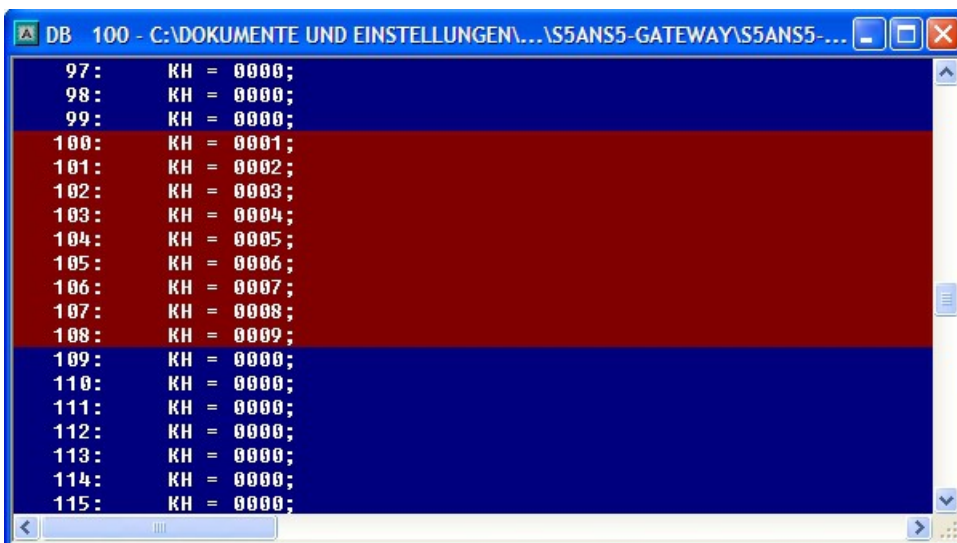 DB 100 - C:\DOKUMENTE UND EINSTELLUNGEN\...\S5ANS5-GATEWAY\S5ANS5-...
97: KH = 0000;
98: KH = 0000;
99: KH = 0000;
100: KH = 0001;
101: KH = 0002;
102: KH = 0003;
103: KH = 0004;
104: KH = 0005;
105: KH = 0006;
106: KH = 0007;
107: KH = 0008;
108: KH = 0009;
109: KH = 0000;
110: KH = 0000;
111: KH = 0000;
112: KH = 0000;
113: KH = 0000;
114: KH = 0000;
115: KH = 0000;